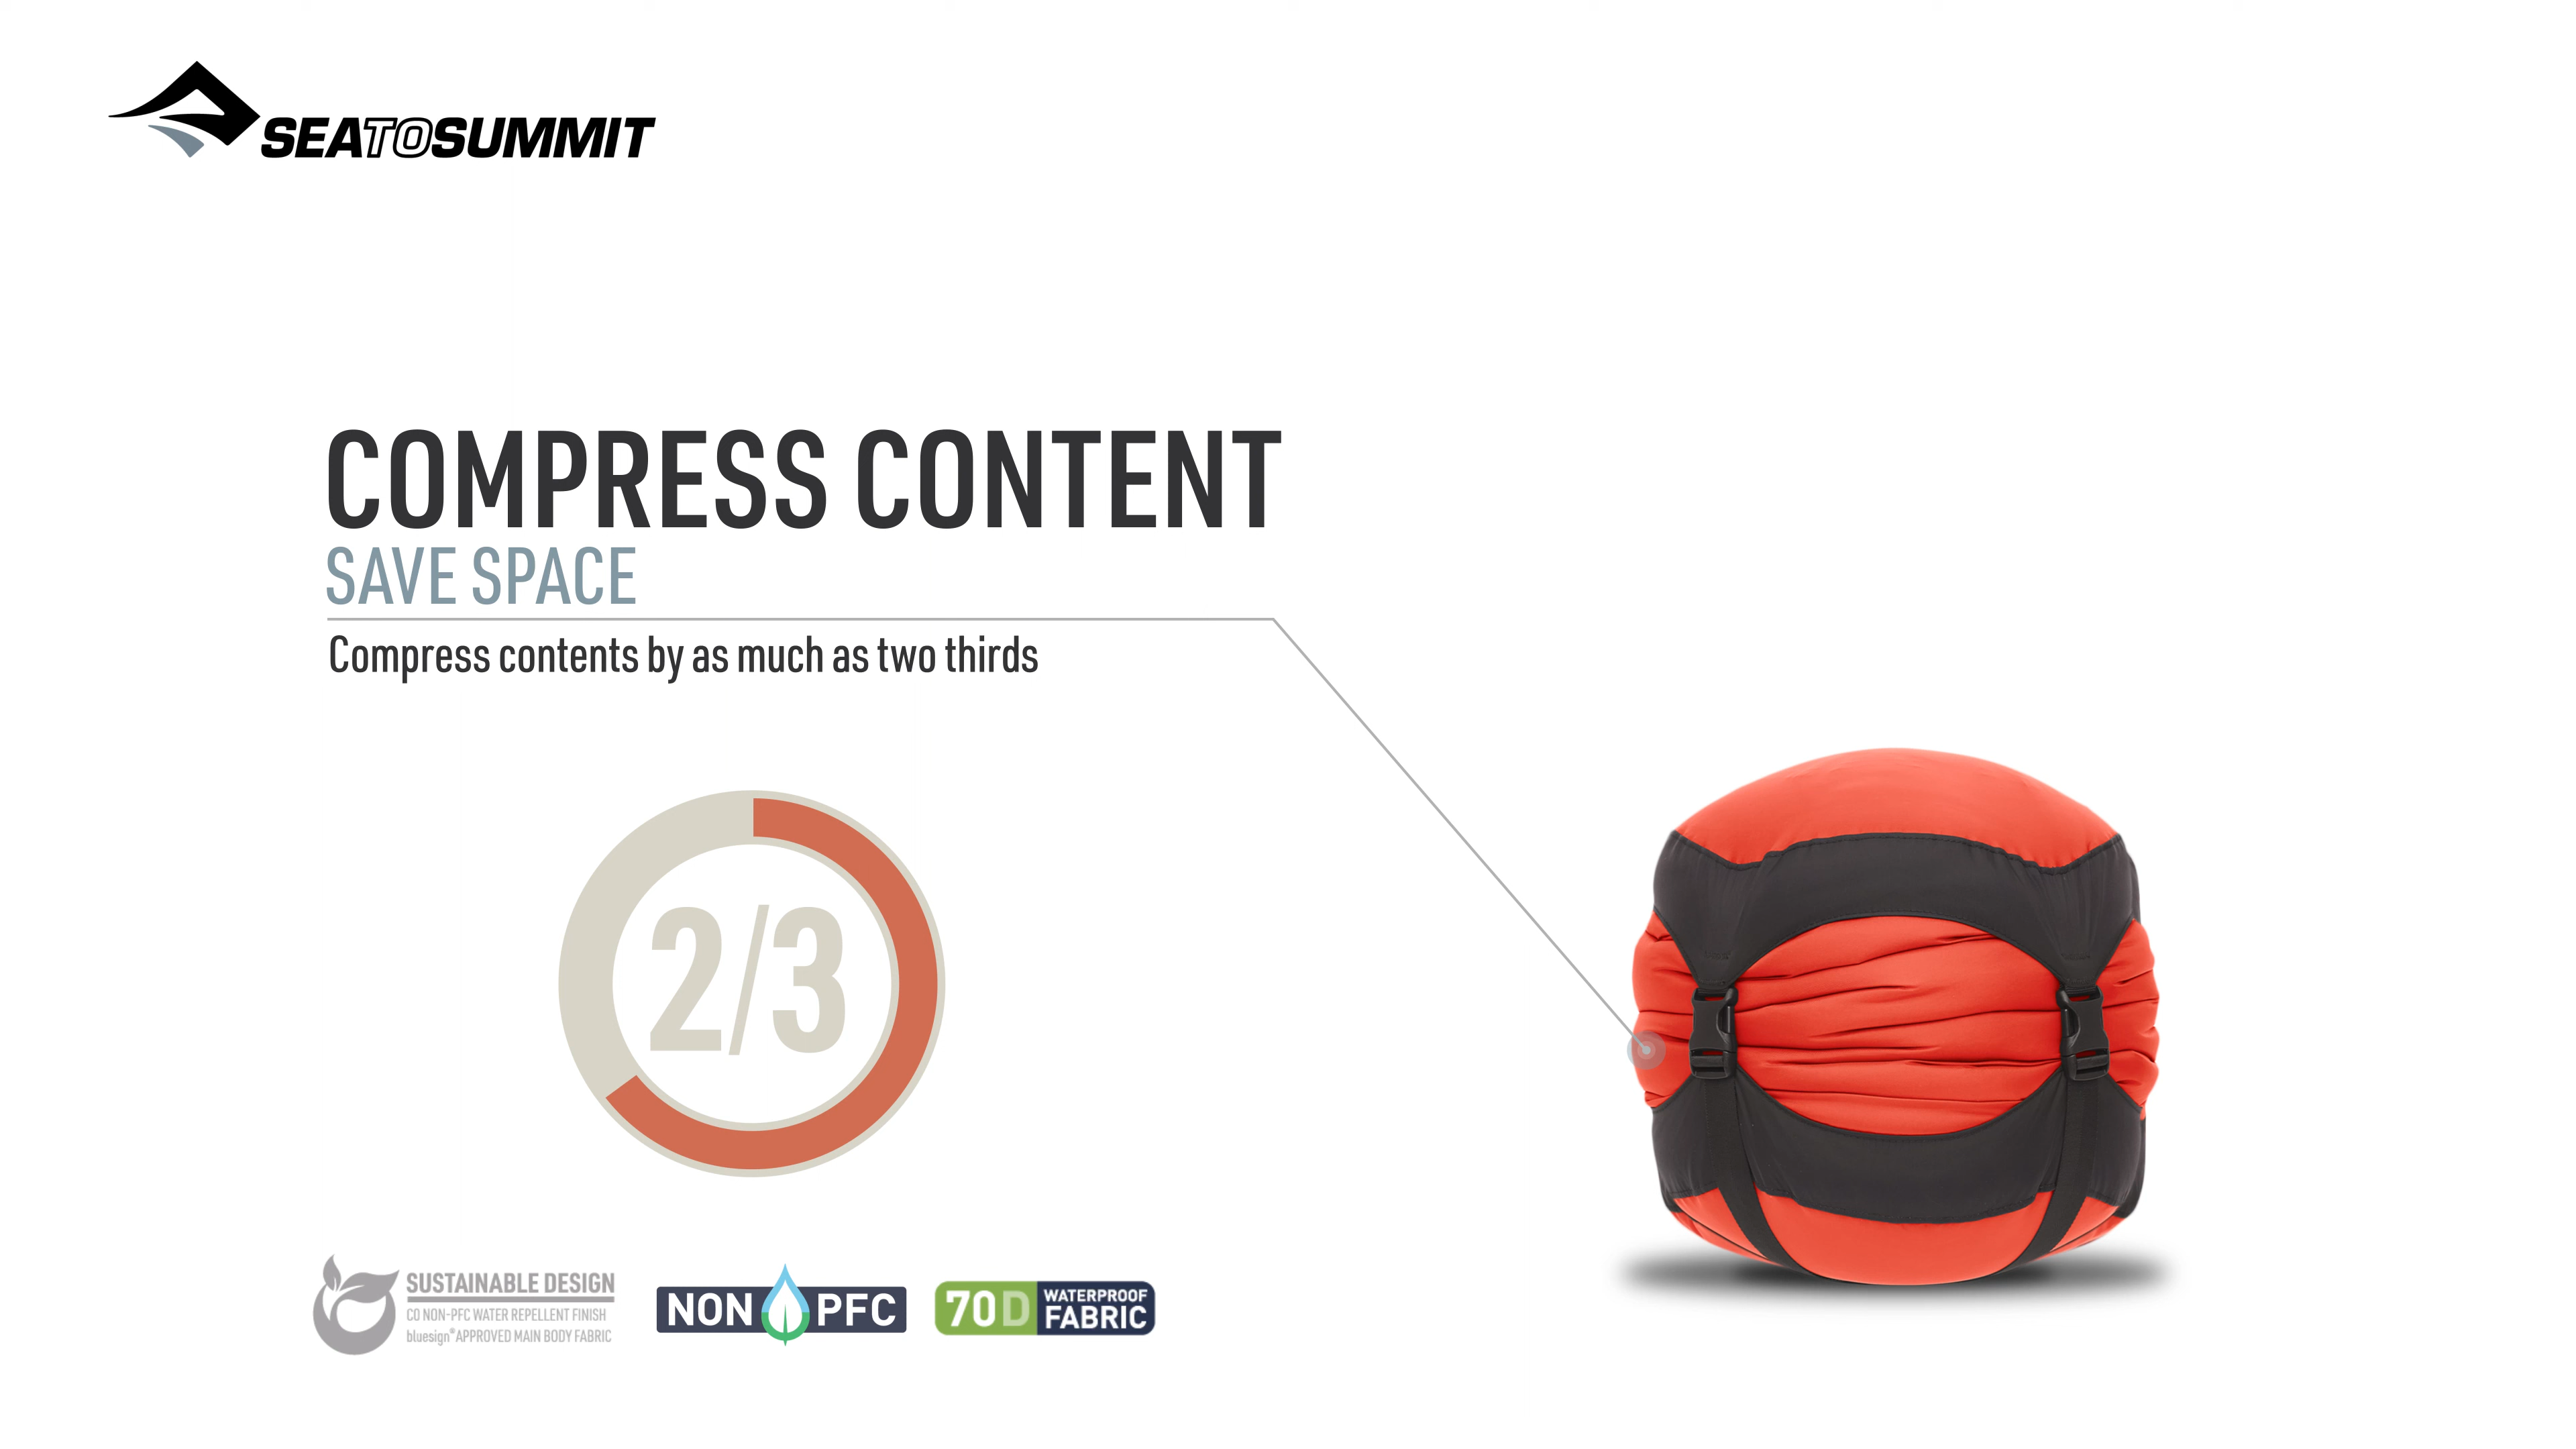 SEATOSUMMIT
COMPRESS CONTENT
SAVE SPACE
Compress contents by as much as two thirds
2/3
SUSTAINABLE DESIGN
C0 NON-PFC WATER REPELLENT FINISH
bluesign® APPROVED MAIN BODY FABRIC
NON PFC
70D WATERPROOF
FABRIC